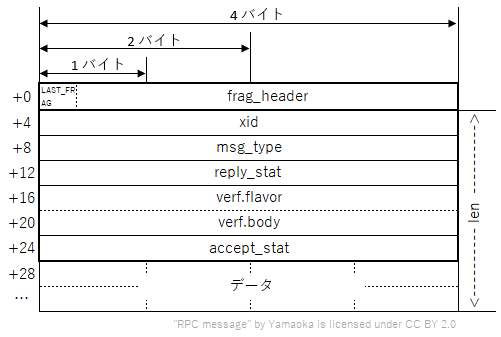 4 バイト
2 バイト
1 バイト
+0 LAST_FR
AG frag_header
+4 xid
+8 msg_type
+12 reply_stat
+16 verf.flavor
+20 verf.body
+24 accept_stat
+28 データ
...
len
"RPC message" by Yamaoka is licensed under CC BY 2.0